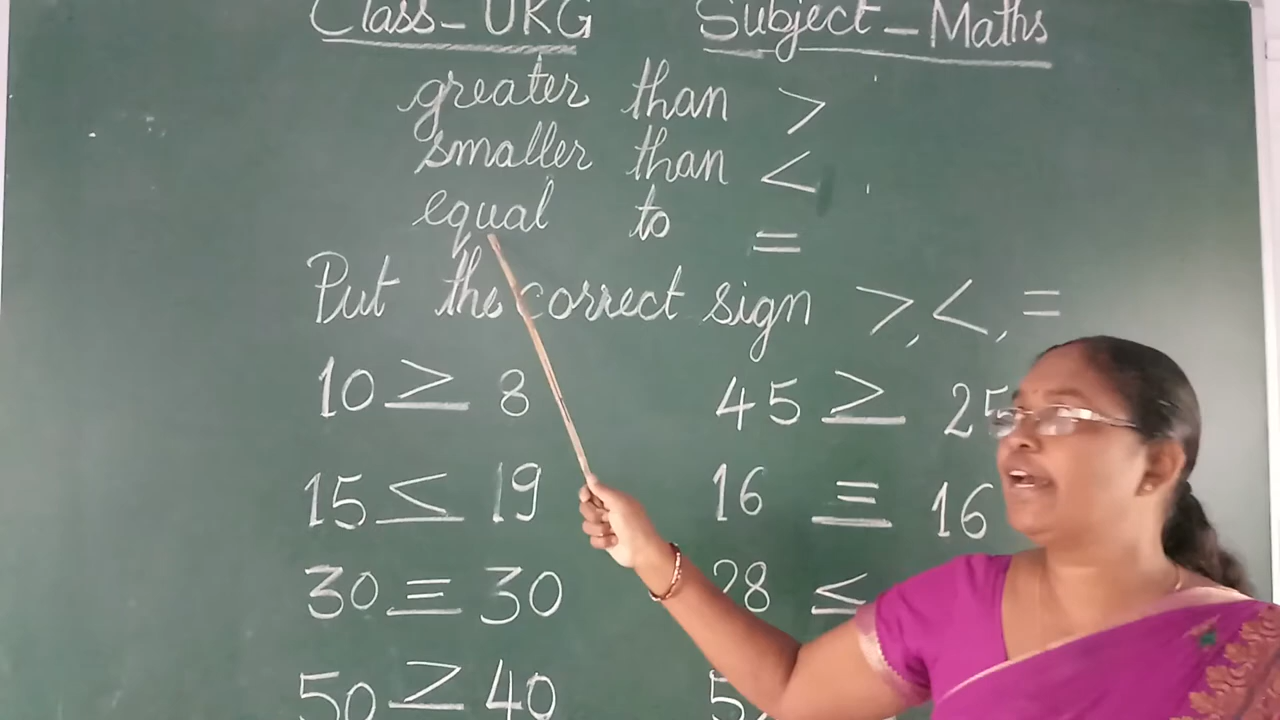 Class - UKG Subject - Maths
greater than >
smaller than <
equal to =
Put the correct sign >, <, =
10 > 8 45 > 25
15 < 19 16 = 16
30 = 30 28 <
50 > 40